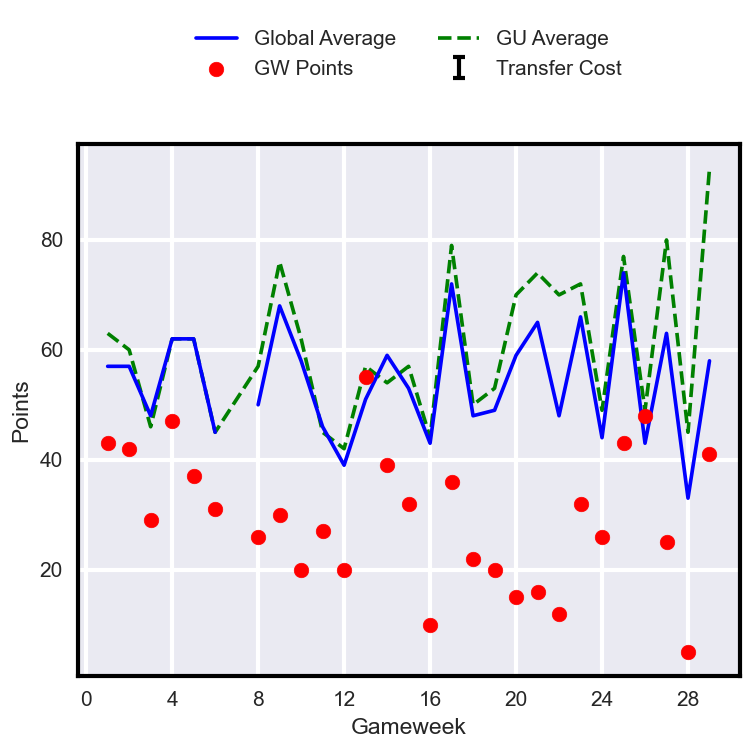 Global Average
GU Average
GW Points
Transfer Cost
80
60
40
20
Points
0 4 8 12 16 20 24 28
Gameweek